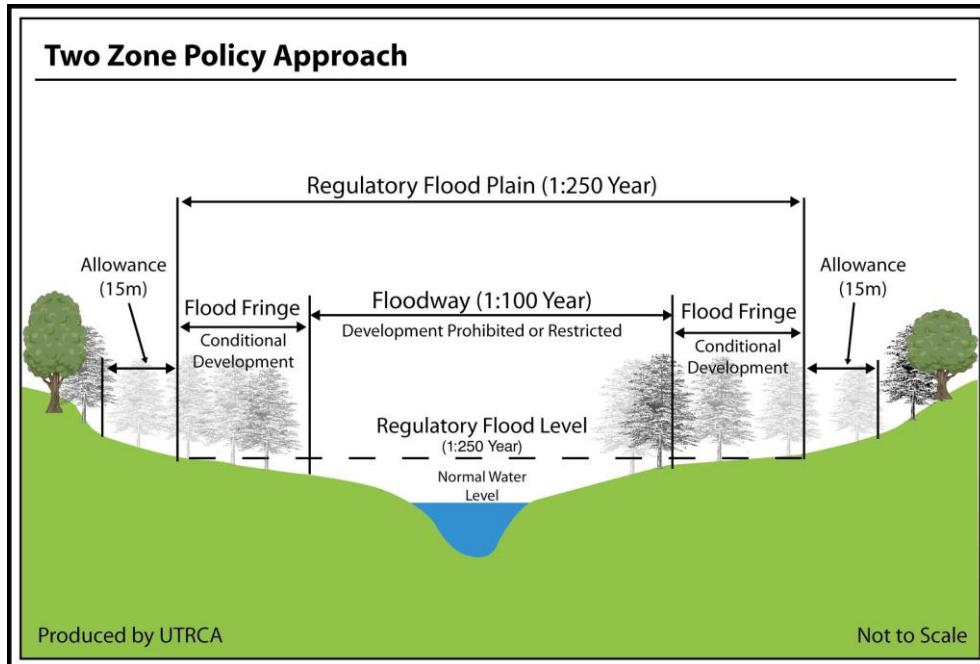 Two Zone Policy Approach
Regulatory Flood Plain (1:250 Year)
Allowance
(15m)
Flood Fringe
Conditional
Development
Floodway (1:100 Year)
Development Prohibited or Restricted
Flood Fringe
Conditional
Development
Allowance
(15m)
Regulatory Flood Level
(1:250 Year)
Normal Water
Level
Produced by UTRCA
Not to Scale